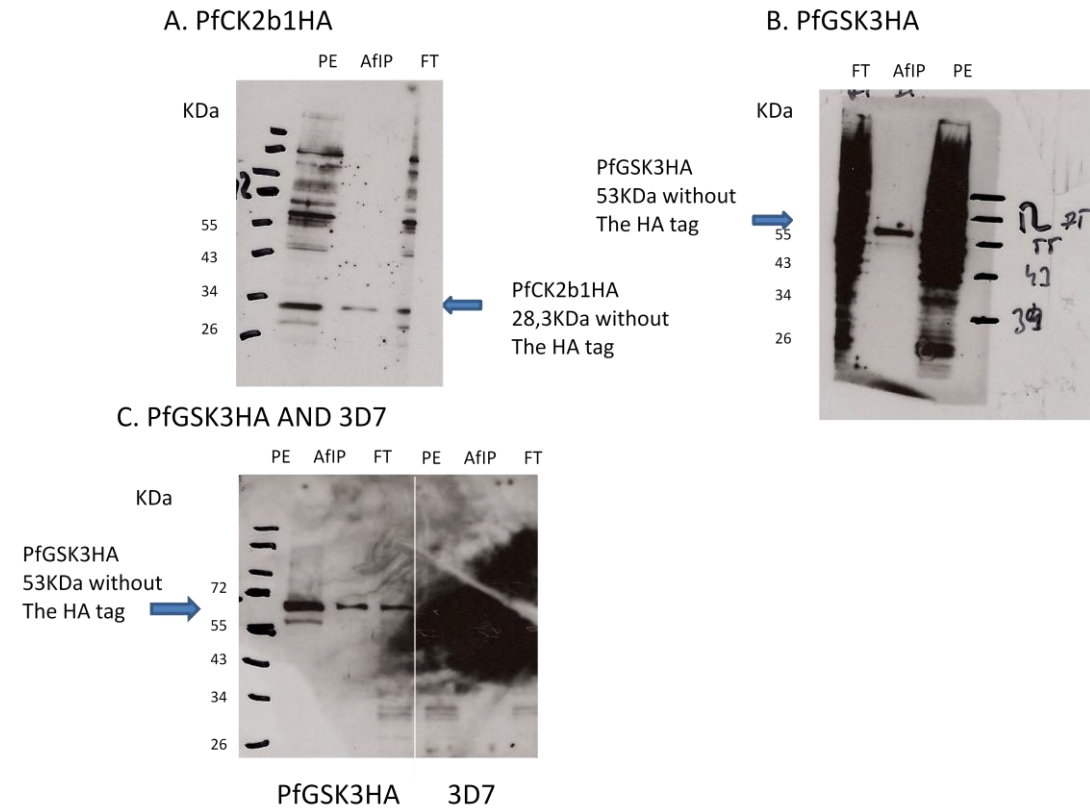 A. PfCK2b1HA
PE AfIP FT
KDa
55
43
34
26
PfCK2b1HA
28,3KDa without
The HA tag
B. PfGSK3HA
FT AfIP PE
KDa
PfGSK3HA
53KDa without
The HA tag
55
43
34
26
55
43
C. PfGSK3HA AND 3D7
PE AfIP FT PE AfIP FT
KDa
PfGSK3HA
53KDa without
The HA tag
72
55
43
34
26
PfGSK3HA 3D7